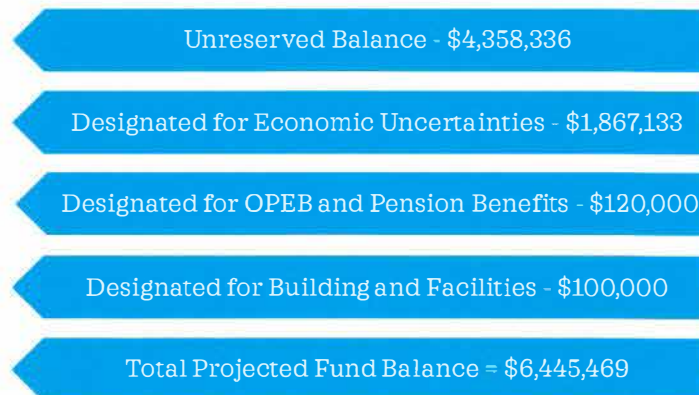 Unreserved Balance - $4,358,336
Designated for Economic Uncertainties - $1,867,133
Designated for OPEB and Pension Benefits - $120,000
Designated for Building and Facilities - $100,000
Total Projected Fund Balance = $6,445,469